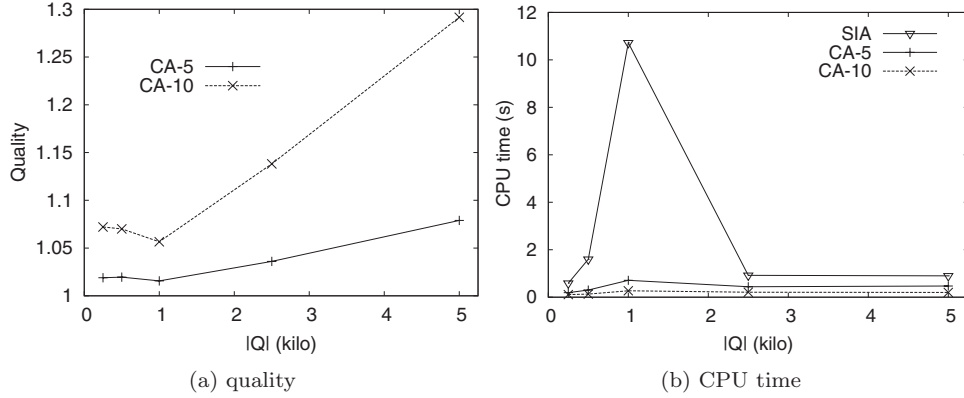 1.3
1.25
1.2
1.15
1.1
1.05
1
Quality
CA-5
CA-10
0 1 2 3 4 5
|Q| (kilo)
(a) quality
12
10
8
6
4
2
0
CPU time (s)
SIA
CA-5
CA-10
0 1 2 3 4 5
|Q| (kilo)
(b) CPU time